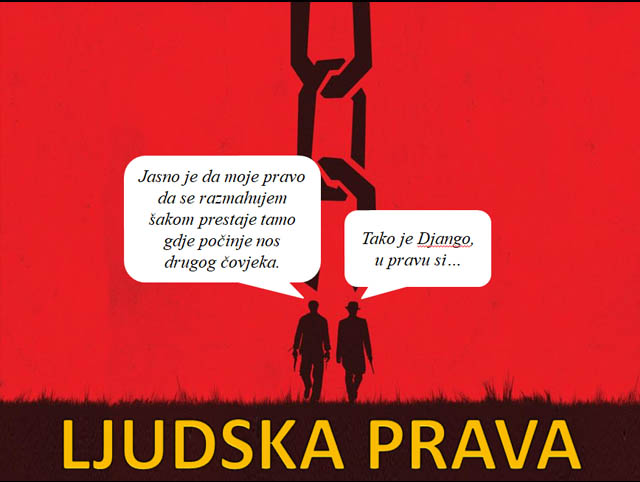 Jasno je da moje pravo
da se razmahujem
šakom prestaje tamo
gdje počinje nos
drugog čovjeka.
Tako je Django,
u pravu si...
LJUDSKA PRAVA